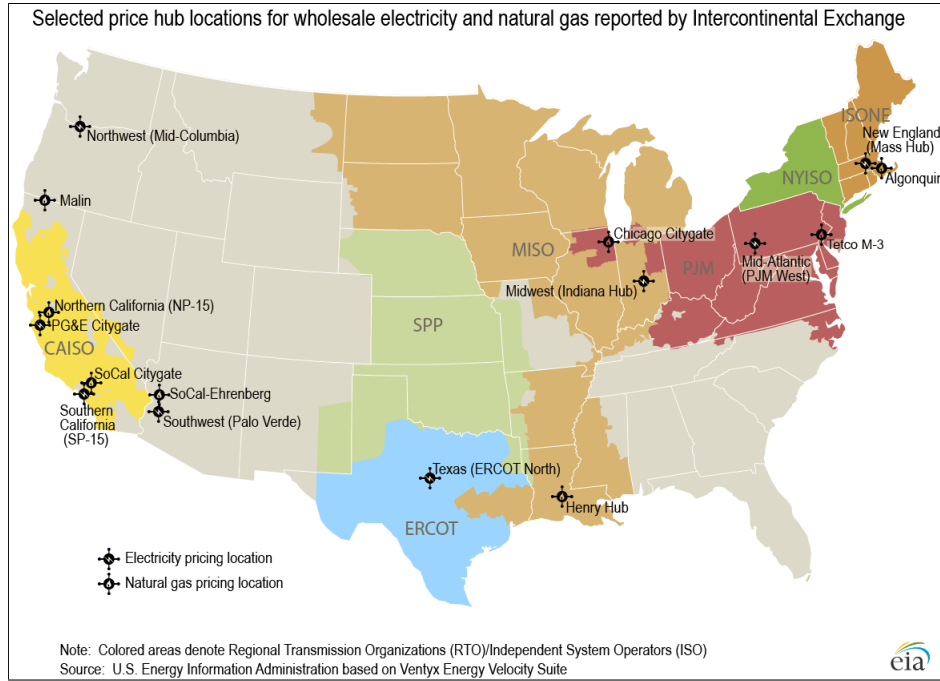 Selected price hub locations for wholesale electricity and natural gas reported by Intercontinental Exchange
Northwest (Mid-Columbia)
ISONE
New England
(Mass Hub)
Algonquin
NYISO
Malin
Chicago Citygate
Tetco M-3
MISO
PJM
Mid-Atlantic
(PJM West)
Midwest (Indiana Hub)
Northern California (NP-15)
PG&E Citygate
SPP
CAISO
SoCal Citygate
SoCal-Ehrenberg
Southern
California
(SP-15)
Southwest (Palo Verde)
Texas (ERCOT North)
Henry Hub
ERCOT
Electricity pricing location
Natural gas pricing location
Note: Colored areas denote Regional Transmission Organizations (RTO)/Independent System Operators (ISO)
Source: U.S. Energy Information Administration based on Ventyx Energy Velocity Suite
eia